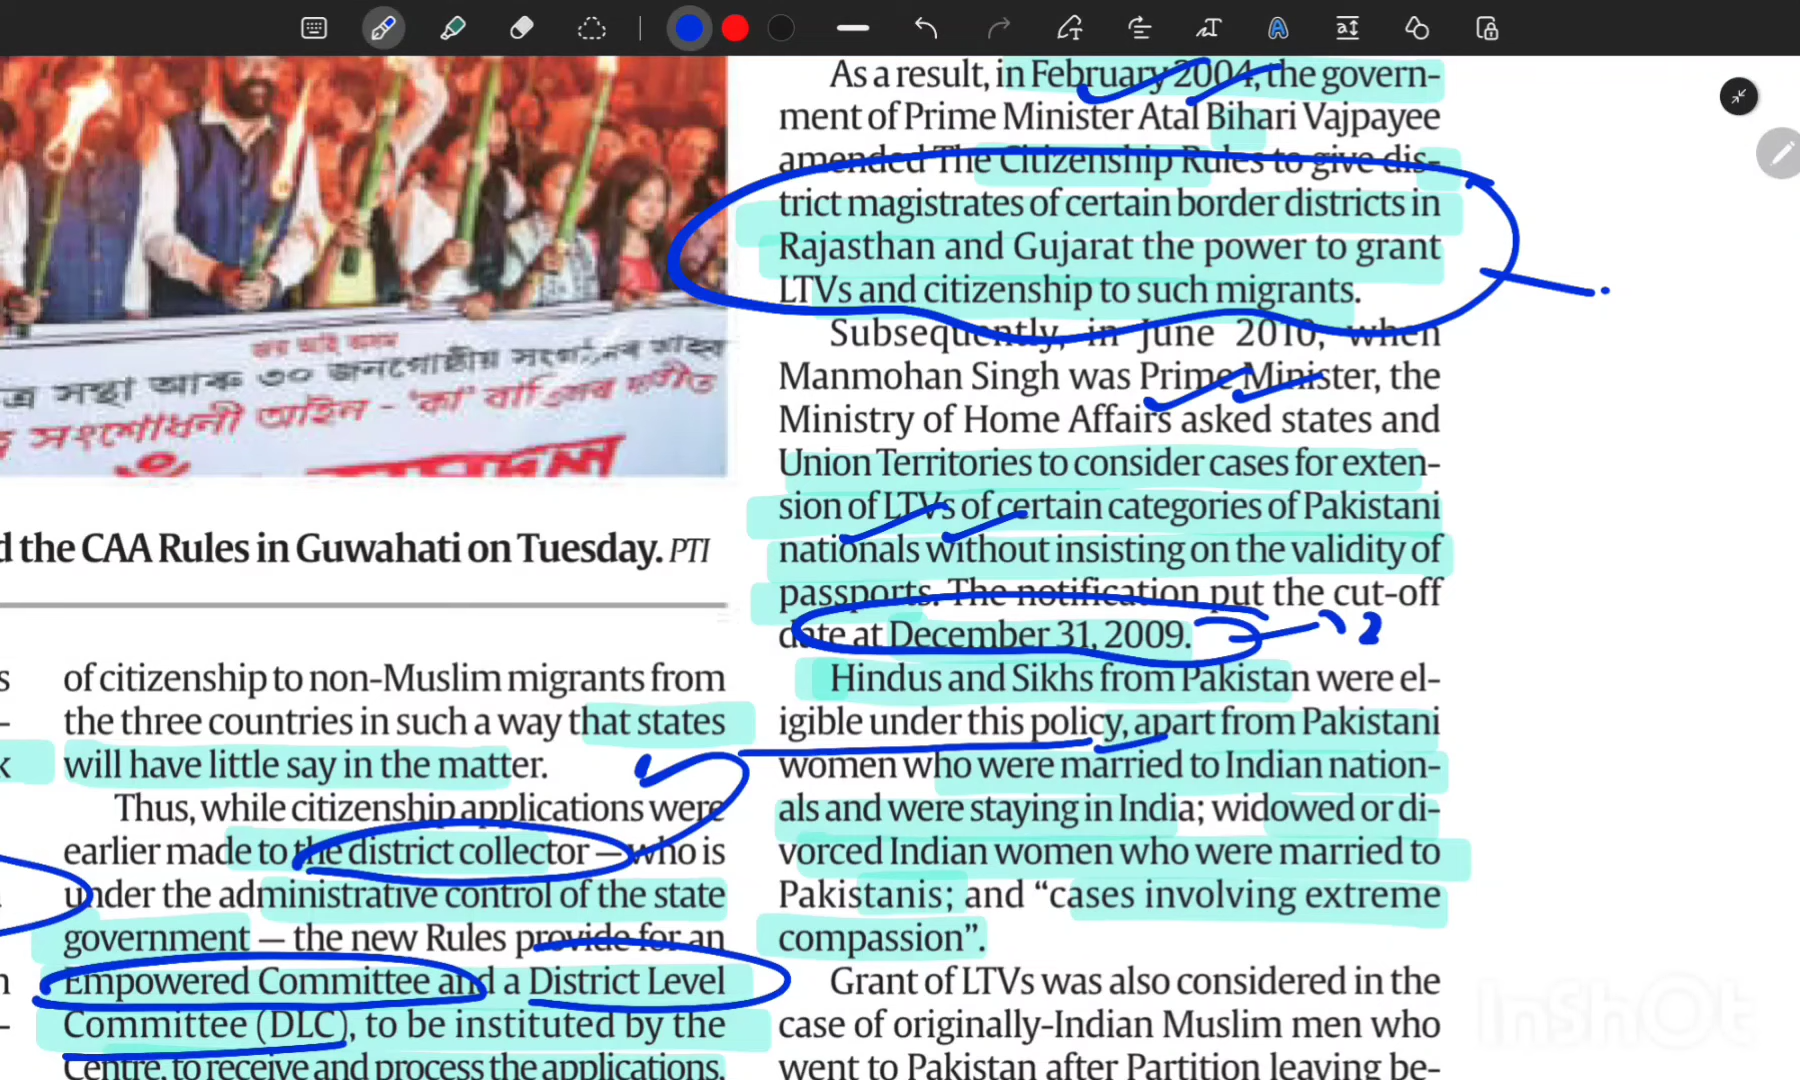 জয় আই অসম
ত্ৰ সন্থা আৰু ৩০ জনগোষ্ঠীয়
সংশোধনী আইন - 'কা'
d the CAA Rules in Guwahati on Tuesday. PTI
s
–
k
n
–
of citizenship to non-Muslim migrants from
the three countries in such a way that states
will have little say in the matter.
Thus, while citizenship applications were
earlier made to the district collector — who is
under the administrative control of the state
government — the new Rules provide for an
Empowered Committee and a District Level
Committee (DLC), to be instituted by the
Centre, to receive and process the applications,
As a result, in February 2004, the govern-
ment of Prime Minister Atal Bihari Vajpayee
amended The Citizenship Rules to give dis-
trict magistrates of certain border districts in
Rajasthan and Gujarat the power to grant
LTVs and citizenship to such migrants.
Subsequently, in June 2010, when
Manmohan Singh was Prime Minister, the
Ministry of Home Affairs asked states and
Union Territories to consider cases for exten-
sion of LTVs of certain categories of Pakistani
nationals without insisting on the validity of
passports. The notification put the cut-off
date at December 31, 2009.
Hindus and Sikhs from Pakistan were el-
igible under this policy, apart from Pakistani
women who were married to Indian nation-
als and were staying in India; widowed or di-
vorced Indian women who were married to
Pakistanis; and “cases involving extreme
compassion”.
Grant of LTVs was also considered in the
case of originally-Indian Muslim men who
went to Pakistan after Partition leaving be-
InShOt